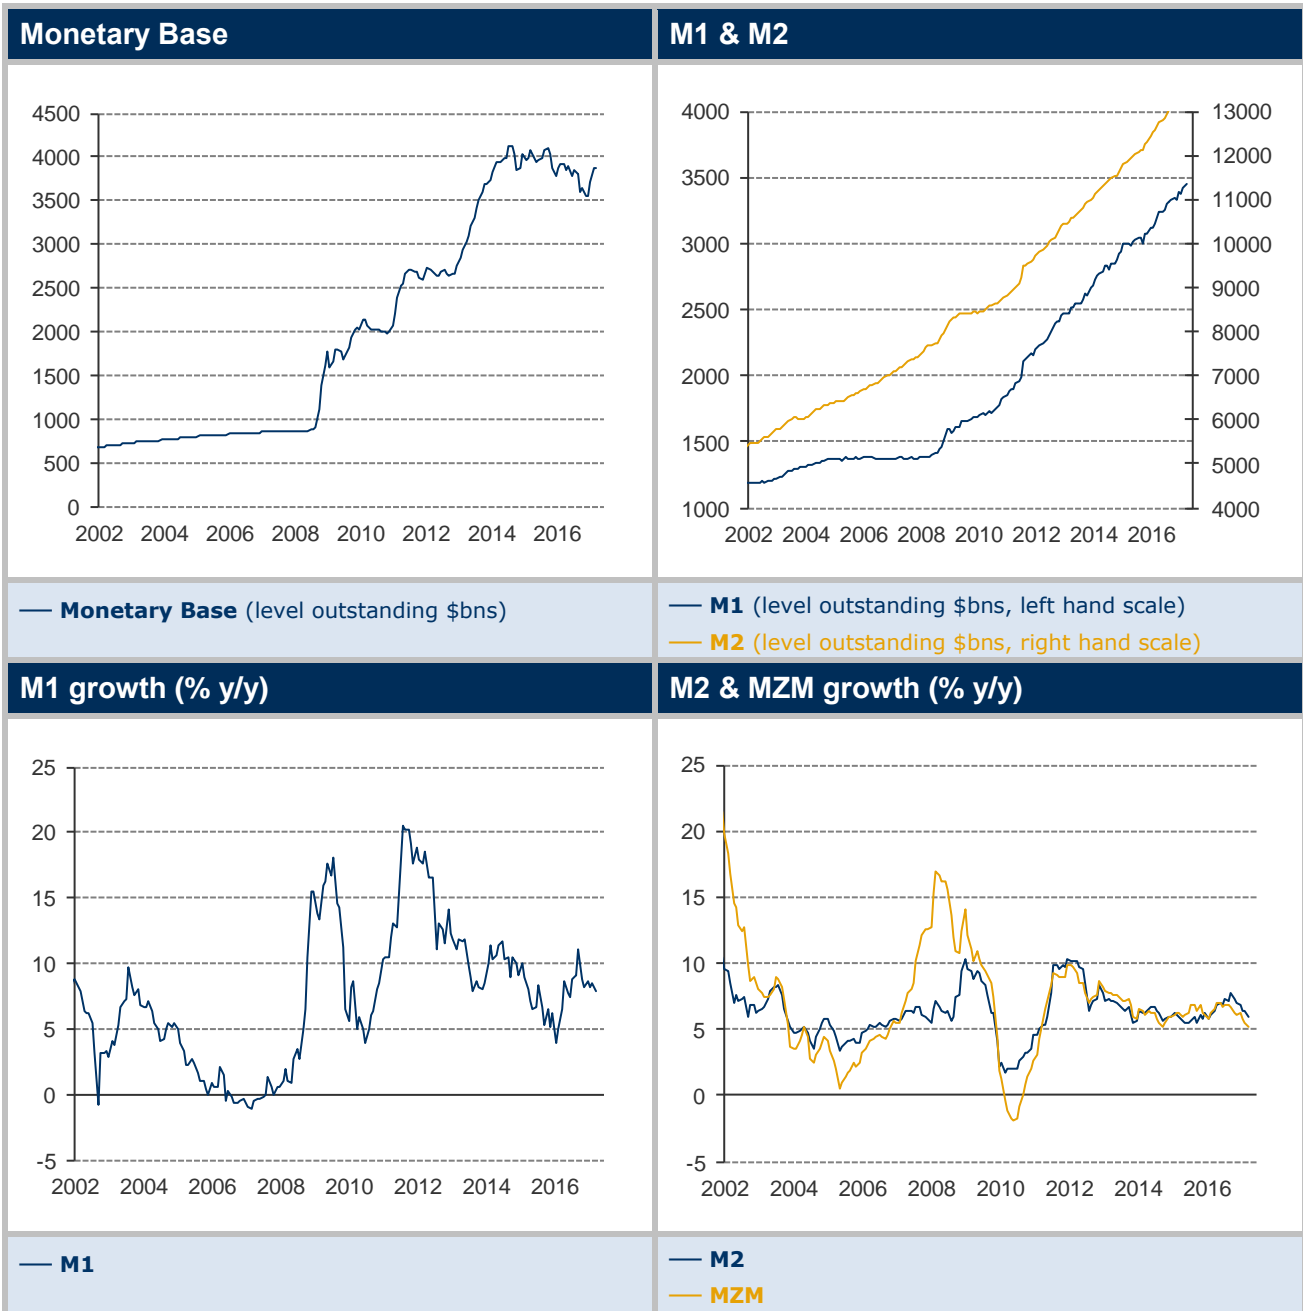 Monetary Base
4500
4000
3500
3000
2500
2000
1500
1000
500
0
2002 2004 2006 2008 2010 2012 2014 2016
Monetary Base (level outstanding $bns)
M1 & M2
4000
3500
3000
2500
2000
1500
1000
13000
12000
11000
10000
9000
8000
7000
6000
5000
4000
2002 2004 2006 2008 2010 2012 2014 2016
M1 (level outstanding $bns, left hand scale)
M2 (level outstanding $bns, right hand scale)
M1 growth (% y/y)
25
20
15
10
5
0
-5
2002 2004 2006 2008 2010 2012 2014 2016
M1
M2 & MZM growth (% y/y)
25
20
15
10
5
0
-5
2002 2004 2006 2008 2010 2012 2014 2016
M2
MZM